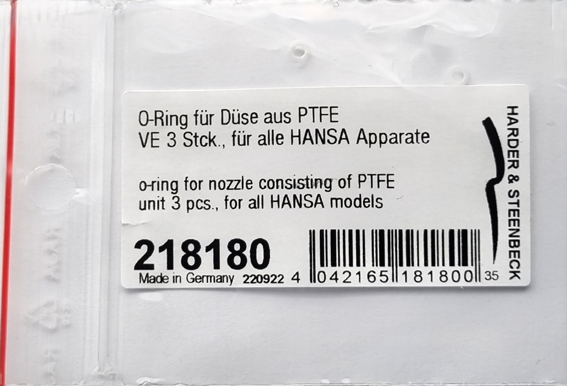 O-Ring für Düse aus PTFE
VE 3 Stck., für alle HANSA Apparate
o-ring for nozzle consisting of PTFE
unit 3 pcs., for all HANSA models
218180
Made in Germany 220922
4 042165 181800 35
HARDER & STEENBECK